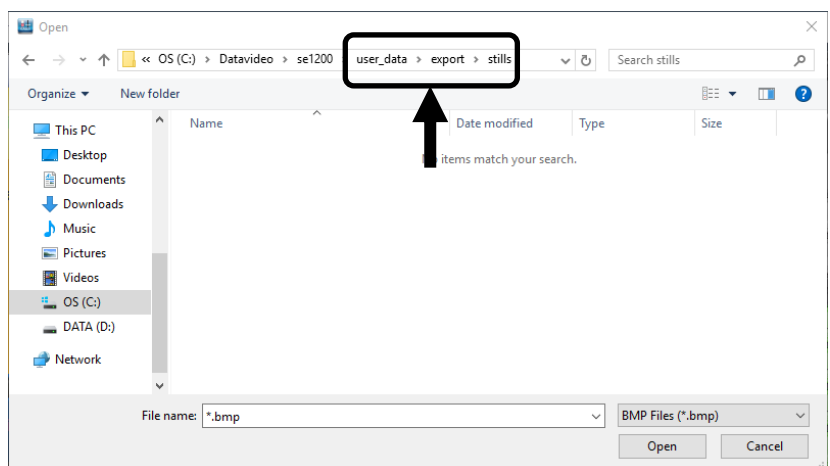 Open
« OS (C:) > Datavideo > se1200 user_data > export > stills
Search stills
Organize New folder
Name Date modified Type Size
items match your search.
This PC
Desktop
Documents
Downloads
Music
Pictures
Videos
OS (C:)
DATA (D:)
Network
File name: *.bmp
BMP Files (*.bmp)
Open Cancel